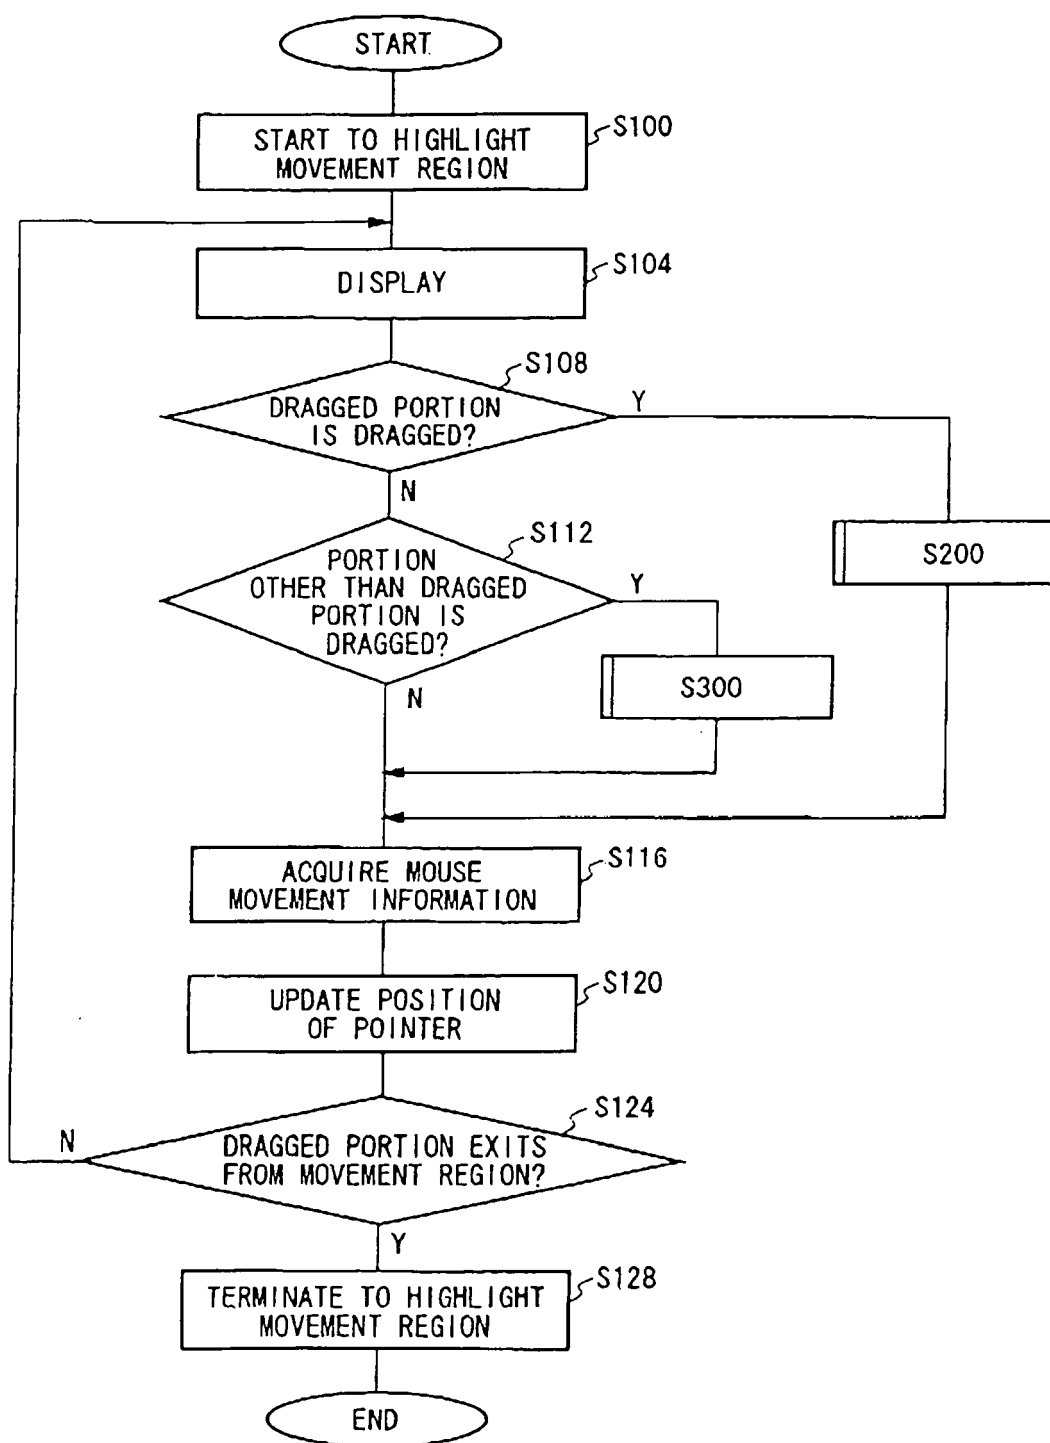 START
START TO HIGHLIGHT
MOVEMENT REGION
S100
DISPLAY
S104
S108
DRAGGED PORTION
IS DRAGGED?
Y
N
S112
PORTION
OTHER THAN DRAGGED
PORTION IS
DRAGGED?
Y
S200
N
S300
ACQUIRE MOUSE
MOVEMENT INFORMATION
S116
UPDATE POSITION
OF POINTER
S120
S124
DRAGGED PORTION EXITS
FROM MOVEMENT REGION?
N
Y
TERMINATE TO HIGHLIGHT
MOVEMENT REGION
S128
END